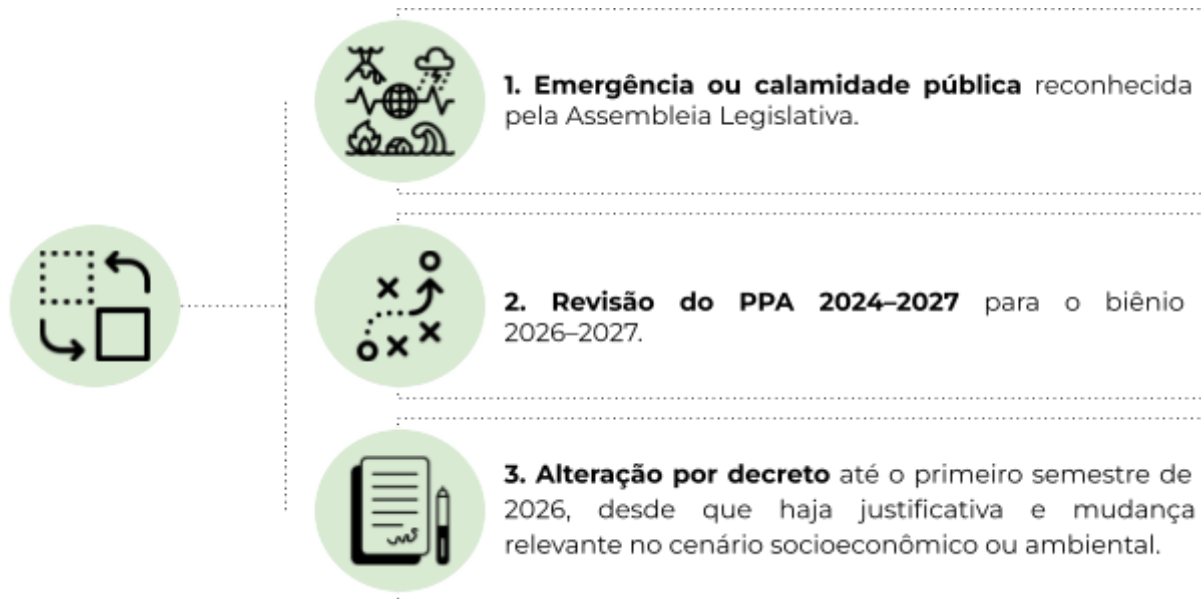 1. Emergência ou calamidade pública reconhecida
pela Assembleia Legislativa.
2. Revisão do PPA 2024–2027 para o biênio
2026–2027.
3. Alteração por decreto até o primeiro semestre de
2026, desde que haja justificativa e mudança
relevante no cenário socioeconômico ou ambiental.